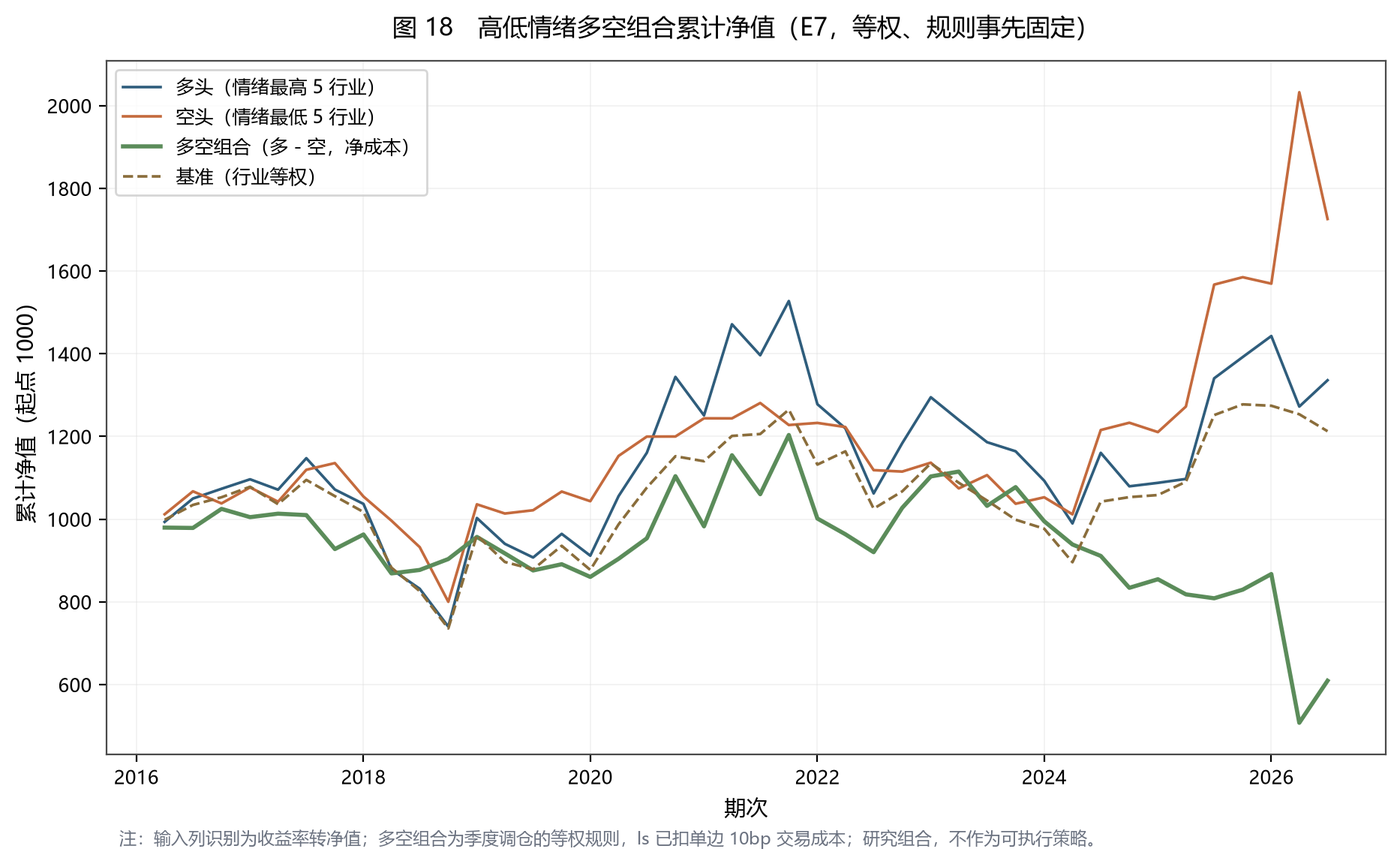 图 18 高低情绪多空组合累计净值（E7，等权、规则事先固定）
多头（情绪最高 5 行业）
空头（情绪最低 5 行业）
多空组合（多 - 空，净成本）
基准（行业等权）
累计净值（起点 1000）
2000
1800
1600
1400
1200
1000
800
600
2016
2018
2020
2022
2024
2026
期次
注：输入列识别为收益率转净值；多空组合为季度调仓的等权规则，ls 已扣单边 10bp 交易成本；研究组合，不作为可执行策略。